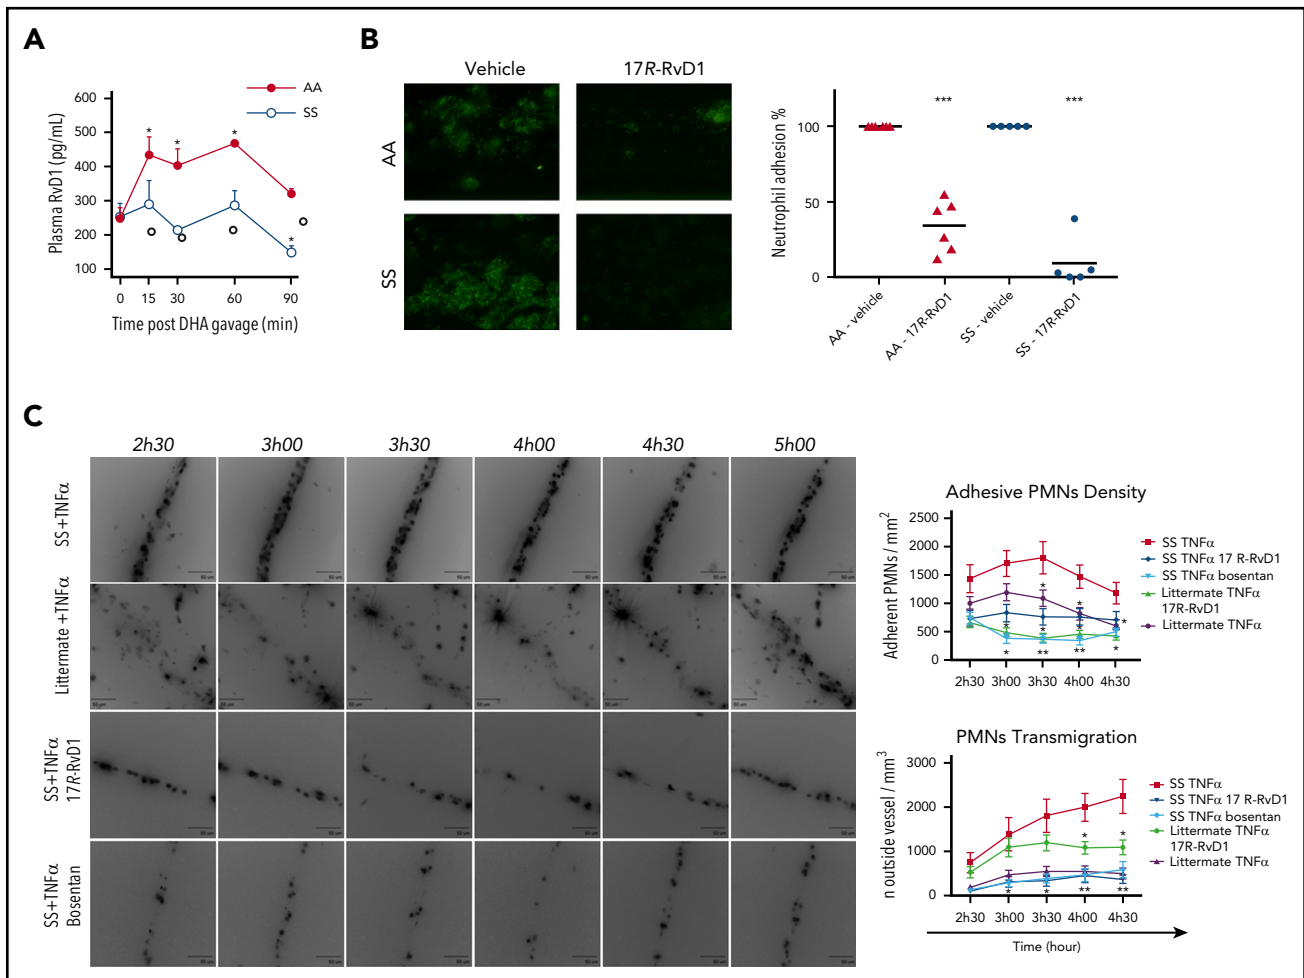 A
AA
SS
Plasma RvD1 (pg/mL)
600
500
400
300
200
100
*
*
*
*
0 15 30 60 90
Time post DHA gavage (min)
B
Vehicle 17R-RvD1
AA
SS
Neutrophil adhesion %
100
50
0
*** ***
AA - vehicle
AA - 17R-RvD1
SS - vehicle
SS - 17R-RvD1
C
2h30 3h00 3h30 4h00 4h30 5h00
SS+TNFα
Littermate +TNFα
SS+TNFα
17R-RvD1
SS+TNFα
Bosentan
Adhesive PMNs Density
Adherent PMNs / mm²
2500
2000
1500
1000
500
0
2h30 3h00 3h30 4h00 4h30
SS TNFα
SS TNFα 17 R-RvD1
SS TNFα bosentan
Littermate TNFα
17R-RvD1
Littermate TNFα
* *
* * * *
* ** ** *
PMNs Transmigration
n outside vessel / mm³
3000
2000
1000
0
2h30 3h00 3h30 4h00 4h30
SS TNFα
SS TNFα 17 R-RvD1
SS TNFα bosentan
Littermate TNFα
17R-RvD1
Littermate TNFα
* *
* * ** **
Time (hour)